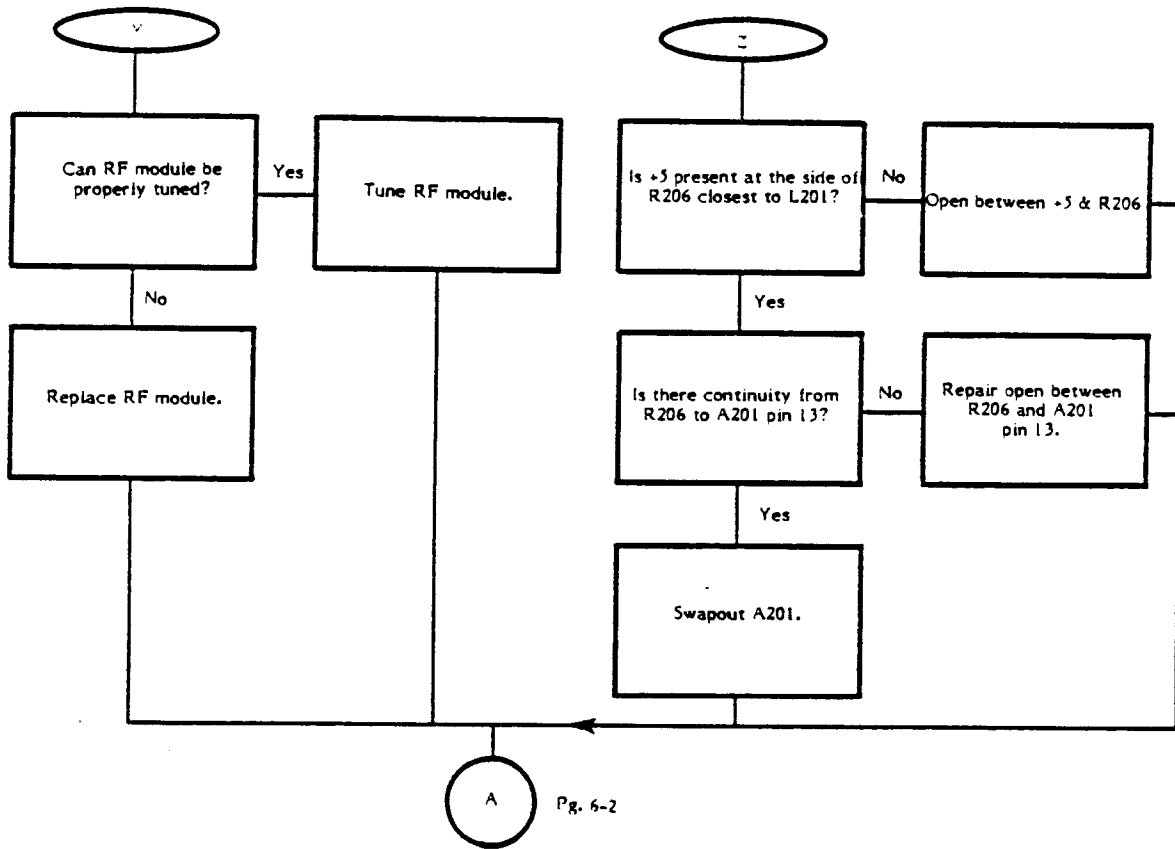 Can RF module be
properly tuned?
Yes
Tune RF module.
No
Replace RF module.
Is +5 present at the side of
R206 closest to L201?
No
Open between +5 & R206
Yes
Is there continuity from
R206 to A201 pin 13?
No
Repair open between
R206 and A201
pin 13.
Yes
Swapout A201.
A
Pg. 6-2